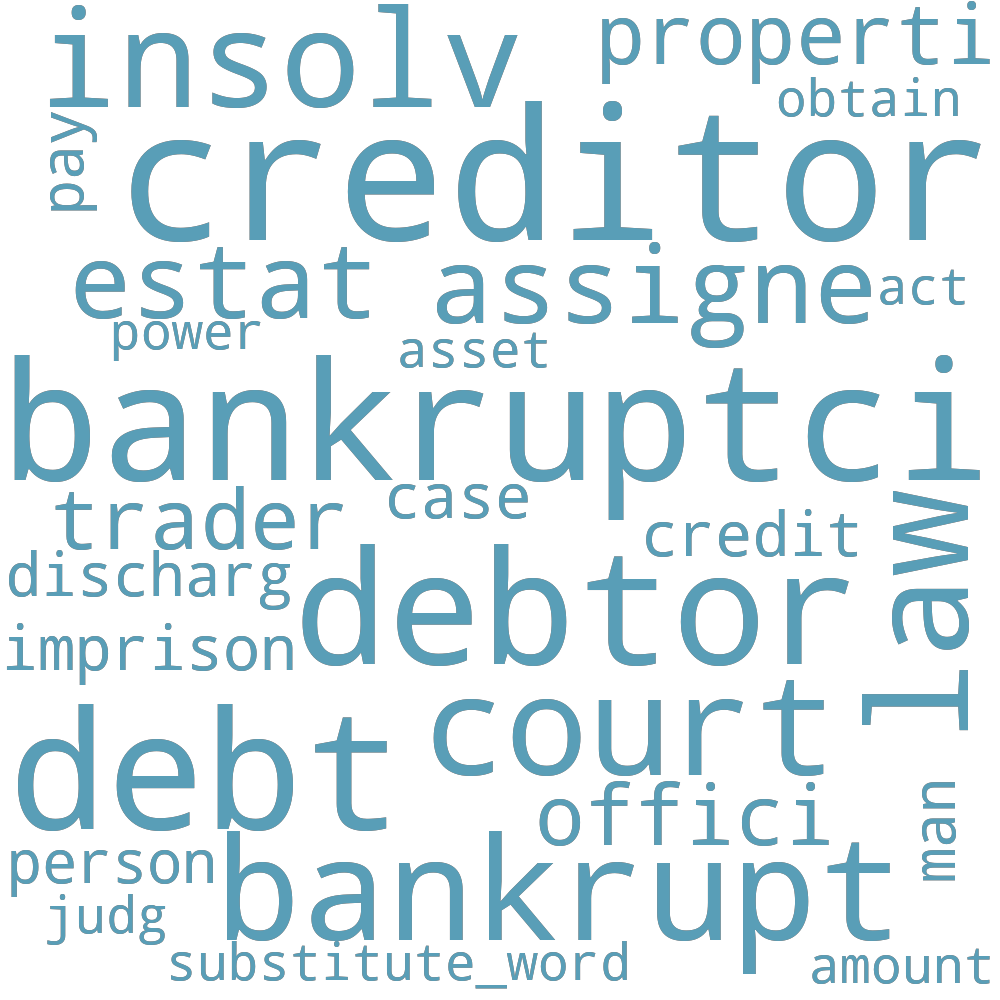 insolv
properti
obtain
pay
creditor
estat
assigne
act
power
asset
bankruptci
case
trader
credit
law
discharg
debtor
imprison
court
debt
offici
man
person
bankrupt
judg
substitute_word
amount